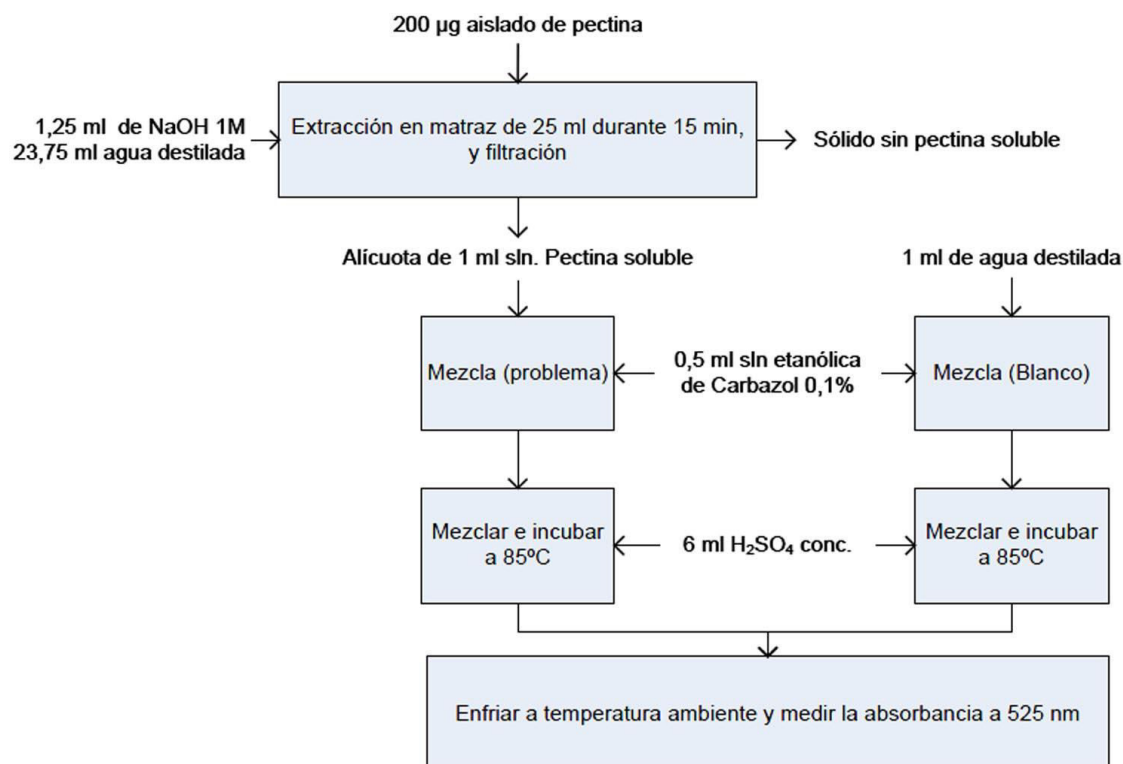 200 µg aislado de pectina
1,25 ml de NaOH 1M
23,75 ml agua destilada
Extracción en matraz de 25 ml durante 15 min,
y filtración
Sólido sin pectina soluble
Alícuota de 1 ml sln. Pectina soluble
1 ml de agua destilada
Mezcla (problema)
0,5 ml sln etanólica
de Carbazol 0,1%
Mezcla (Blanco)
Mezclar e incubar
a 85ºC
6 ml H₂SO₄ conc.
Mezclar e incubar
a 85ºC
Enfriar a temperatura ambiente y medir la absorbancia a 525 nm